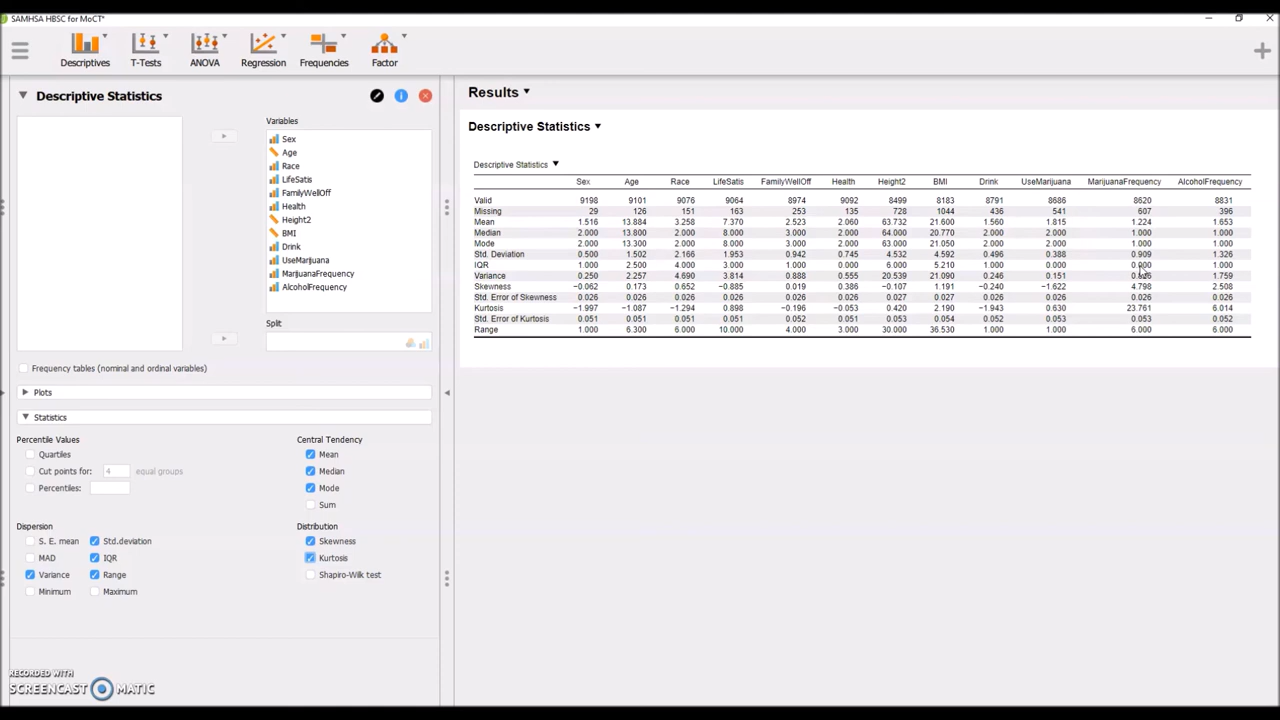 SAMHSA HBSC for MoCT*
Descriptives T-Tests ANOVA Regression Frequencies Factor
Descriptive Statistics
Variables
Sex
Age
Race
LifeSatis
FamilyWellOff
Health
Height2
BMI
Drink
UseMarijuana
MarijuanaFrequency
AlcoholFrequency
Split
Frequency tables (nominal and ordinal variables)
Plots
Statistics
Percentile Values
Quartiles
Cut points for: 4 equal groups
Percentiles:
Central Tendency
Mean
Median
Mode
Sum
Dispersion
S. E. mean Std.deviation
MAD IQR
Variance Range
Minimum Maximum
Distribution
Skewness
Kurtosis
Shapiro-Wilk test
RECORDED WITH
SCREENCAST MATIC
Results
Descriptive Statistics
Descriptive Statistics
Sex Age Race LifeSatis FamilyWellOff Health Height2 BMI Drink UseMarijuana MarijuanaFrequency AlcoholFrequency
Valid 9198 9101 9076 9064 8974 9092 8499 8183 8791 8686 8620 8831
Missing 29 126 151 163 253 135 728 1044 436 541 607 396
Mean 1.516 13.884 3.258 7.370 2.523 2.060 63.732 21.600 1.560 1.815 1.224 1.653
Median 2.000 13.800 3.000 8.000 3.000 2.000 64.000 20.770 2.000 2.000 1.000 1.000
Mode 2.000 13.300 4.000 8.000 3.000 2.000 63.000 21.050 2.000 2.000 1.000 1.000
Std. Deviation 0.500 1.502 2.166 1.953 0.942 0.745 4.532 4.592 0.496 0.388 0.909 1.326
IQR 1.000 2.500 4.000 3.000 1.000 0.000 6.000 5.210 1.000 0.000 0.000 1.000
Variance 0.250 2.257 4.690 3.814 0.888 0.555 20.539 21.090 0.246 0.151 1.759
Skewness −0.062 0.173 0.652 −0.885 0.019 0.386 −0.107 1.191 −0.240 −1.622 4.798 2.508
Std. Error of Skewness 0.026 0.026 0.026 0.026 0.026 0.026 0.027 0.027 0.026 0.026 0.026 0.026
Kurtosis −1.997 −1.087 −1.294 0.898 −0.196 −0.053 0.420 2.190 −1.943 0.630 23.761 6.014
Std. Error of Kurtosis 0.051 0.051 0.051 0.051 0.052 0.051 0.053 0.054 0.052 0.053 0.053 0.052
Range 1.000 6.300 6.000 10.000 4.000 3.000 30.000 36.530 1.000 1.000 6.000 6.000